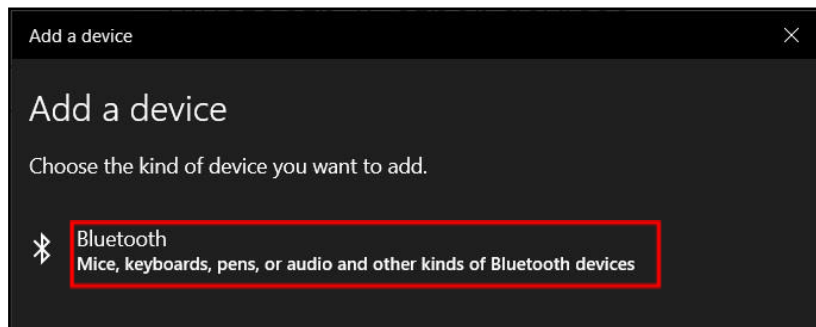 Add a device
Add a device
Choose the kind of device you want to add.
Bluetooth
Mice, keyboards, pens, or audio and other kinds of Bluetooth devices